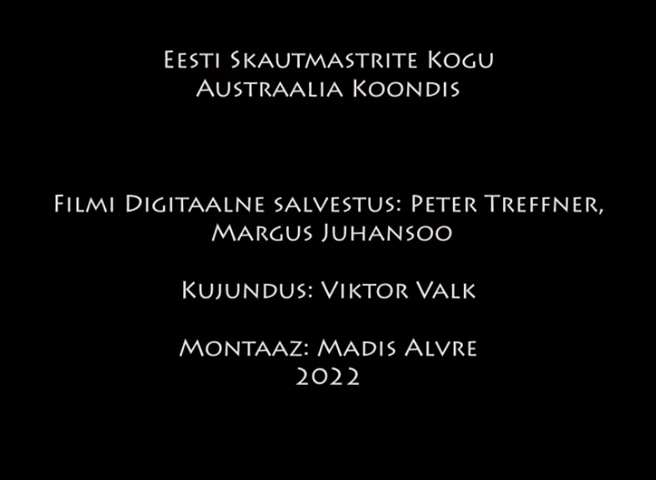 Eesti Skautmastrite Kogu
Austraalia Koondis
Filmi Digitaalne salvestus: Peter Treffner,
Margus Juhansoo
Kujundus: Viktor Valk
Montaaz: Madis Alvre
2022